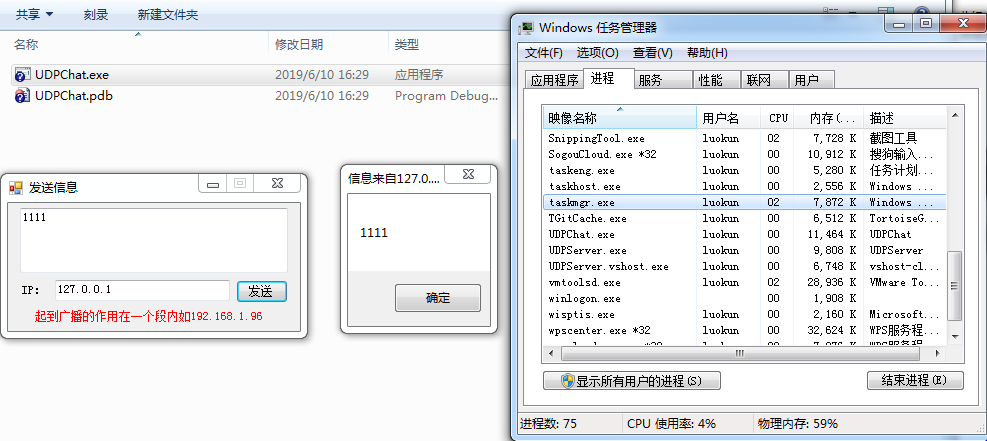 共享 刻录 新建文件夹
名称 修改日期 类型
UDPChat.exe 2019/6/10 16:29 应用程序
UDPChat.pdb 2019/6/10 16:29 Program Debug...
发送信息
1111
IP: 127.0.0.1 发送
起到广播的作用在一个段内如192.168.1.96
信息来自127.0....
1111
确定
Windows 任务管理器
文件(F) 选项(O) 查看(V) 帮助(H)
应用程序 进程 服务 性能 联网 用户
映像名称 用户名 CPU 内存(... 描述
SnippingTool.exe luokun 02 7,728 K 截图工具
SogouCloud.exe *32 luokun 00 10,912 K 搜狗输入...
taskeng.exe luokun 00 5,280 K 任务计划...
taskhost.exe luokun 00 2,556 K Windows ...
taskmgr.exe luokun 02 7,872 K Windows ...
TGitCache.exe luokun 00 6,512 K TortoiseG...
UDPChat.exe luokun 00 11,464 K UDPChat
UDPServer.exe luokun 00 9,808 K UDPServer
UDPServer.vshost.exe luokun 00 6,748 K vshost-cl...
vmtoolsd.exe luokun 02 28,936 K VMware To...
winlogon.exe 00 1,908 K
wisptis.exe luokun 00 2,160 K Microsoft...
wpscenter.exe *32 luokun 00 32,624 K WPS服务程...
显示所有用户的进程(S) 结束进程(E)
进程数: 75 CPU 使用率: 4% 物理内存: 59%